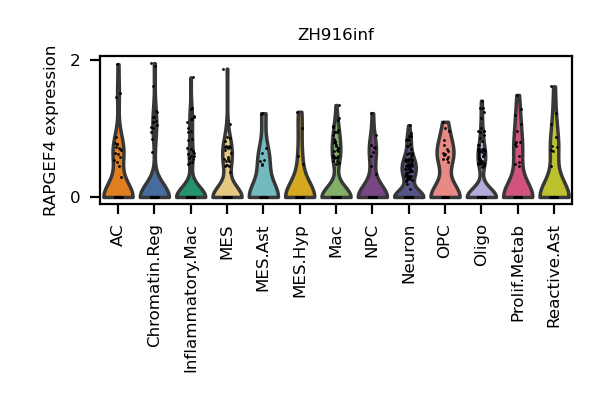 ZH916inf
RAPGEF4 expression
2
0
AC
Chromatin.Reg
Inflammatory.Mac
MES
MES.Ast
MES.Hyp
Mac
NPC
Neuron
OPC
Oligo
Prolif.Metab
Reactive.Ast